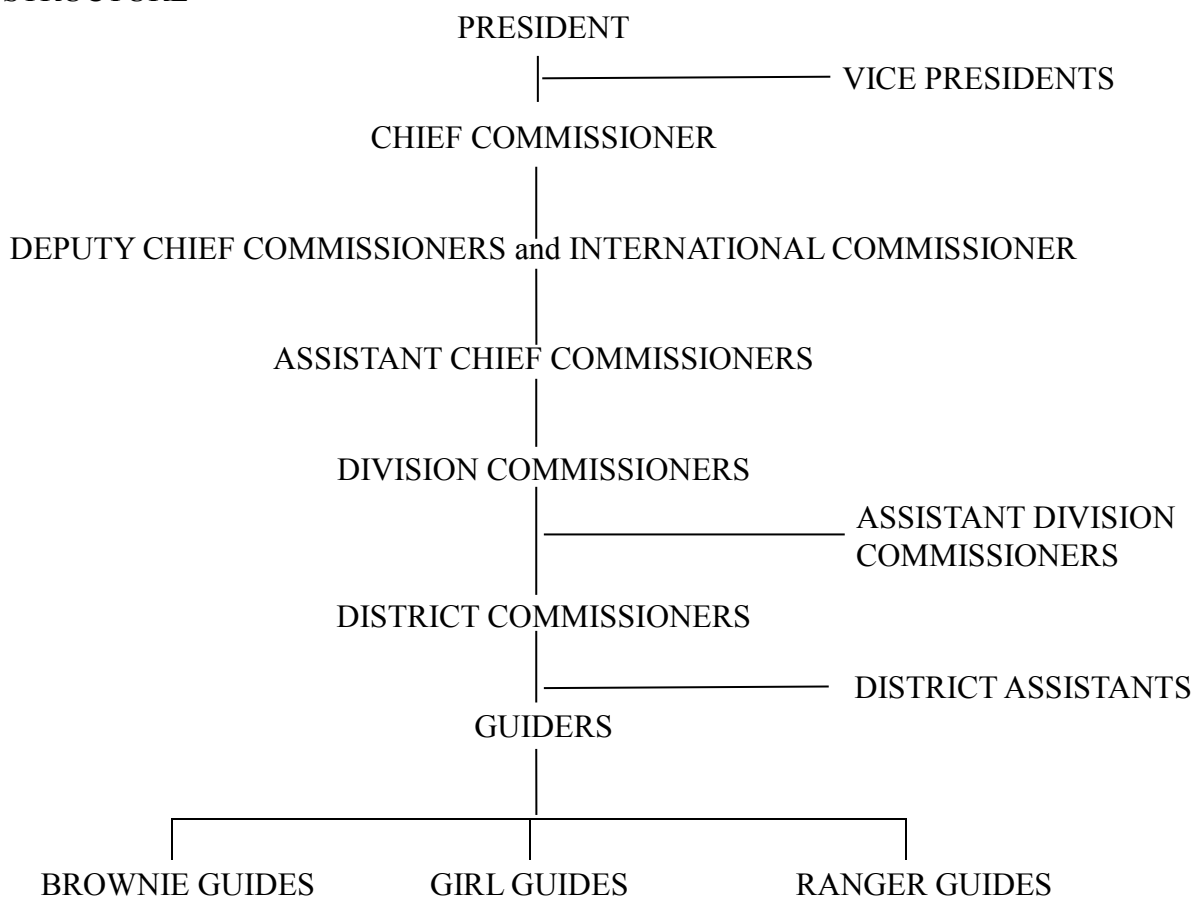 PRESIDENT
VICE PRESIDENTS
CHIEF COMMISSIONER
DEPUTY CHIEF COMMISSIONERS and INTERNATIONAL COMMISSIONER
ASSISTANT CHIEF COMMISSIONERS
DIVISION COMMISSIONERS
ASSISTANT DIVISION
COMMISSIONERS
DISTRICT COMMISSIONERS
DISTRICT ASSISTANTS
GUIDERS
BROWNIE GUIDES GIRL GUIDES RANGER GUIDES